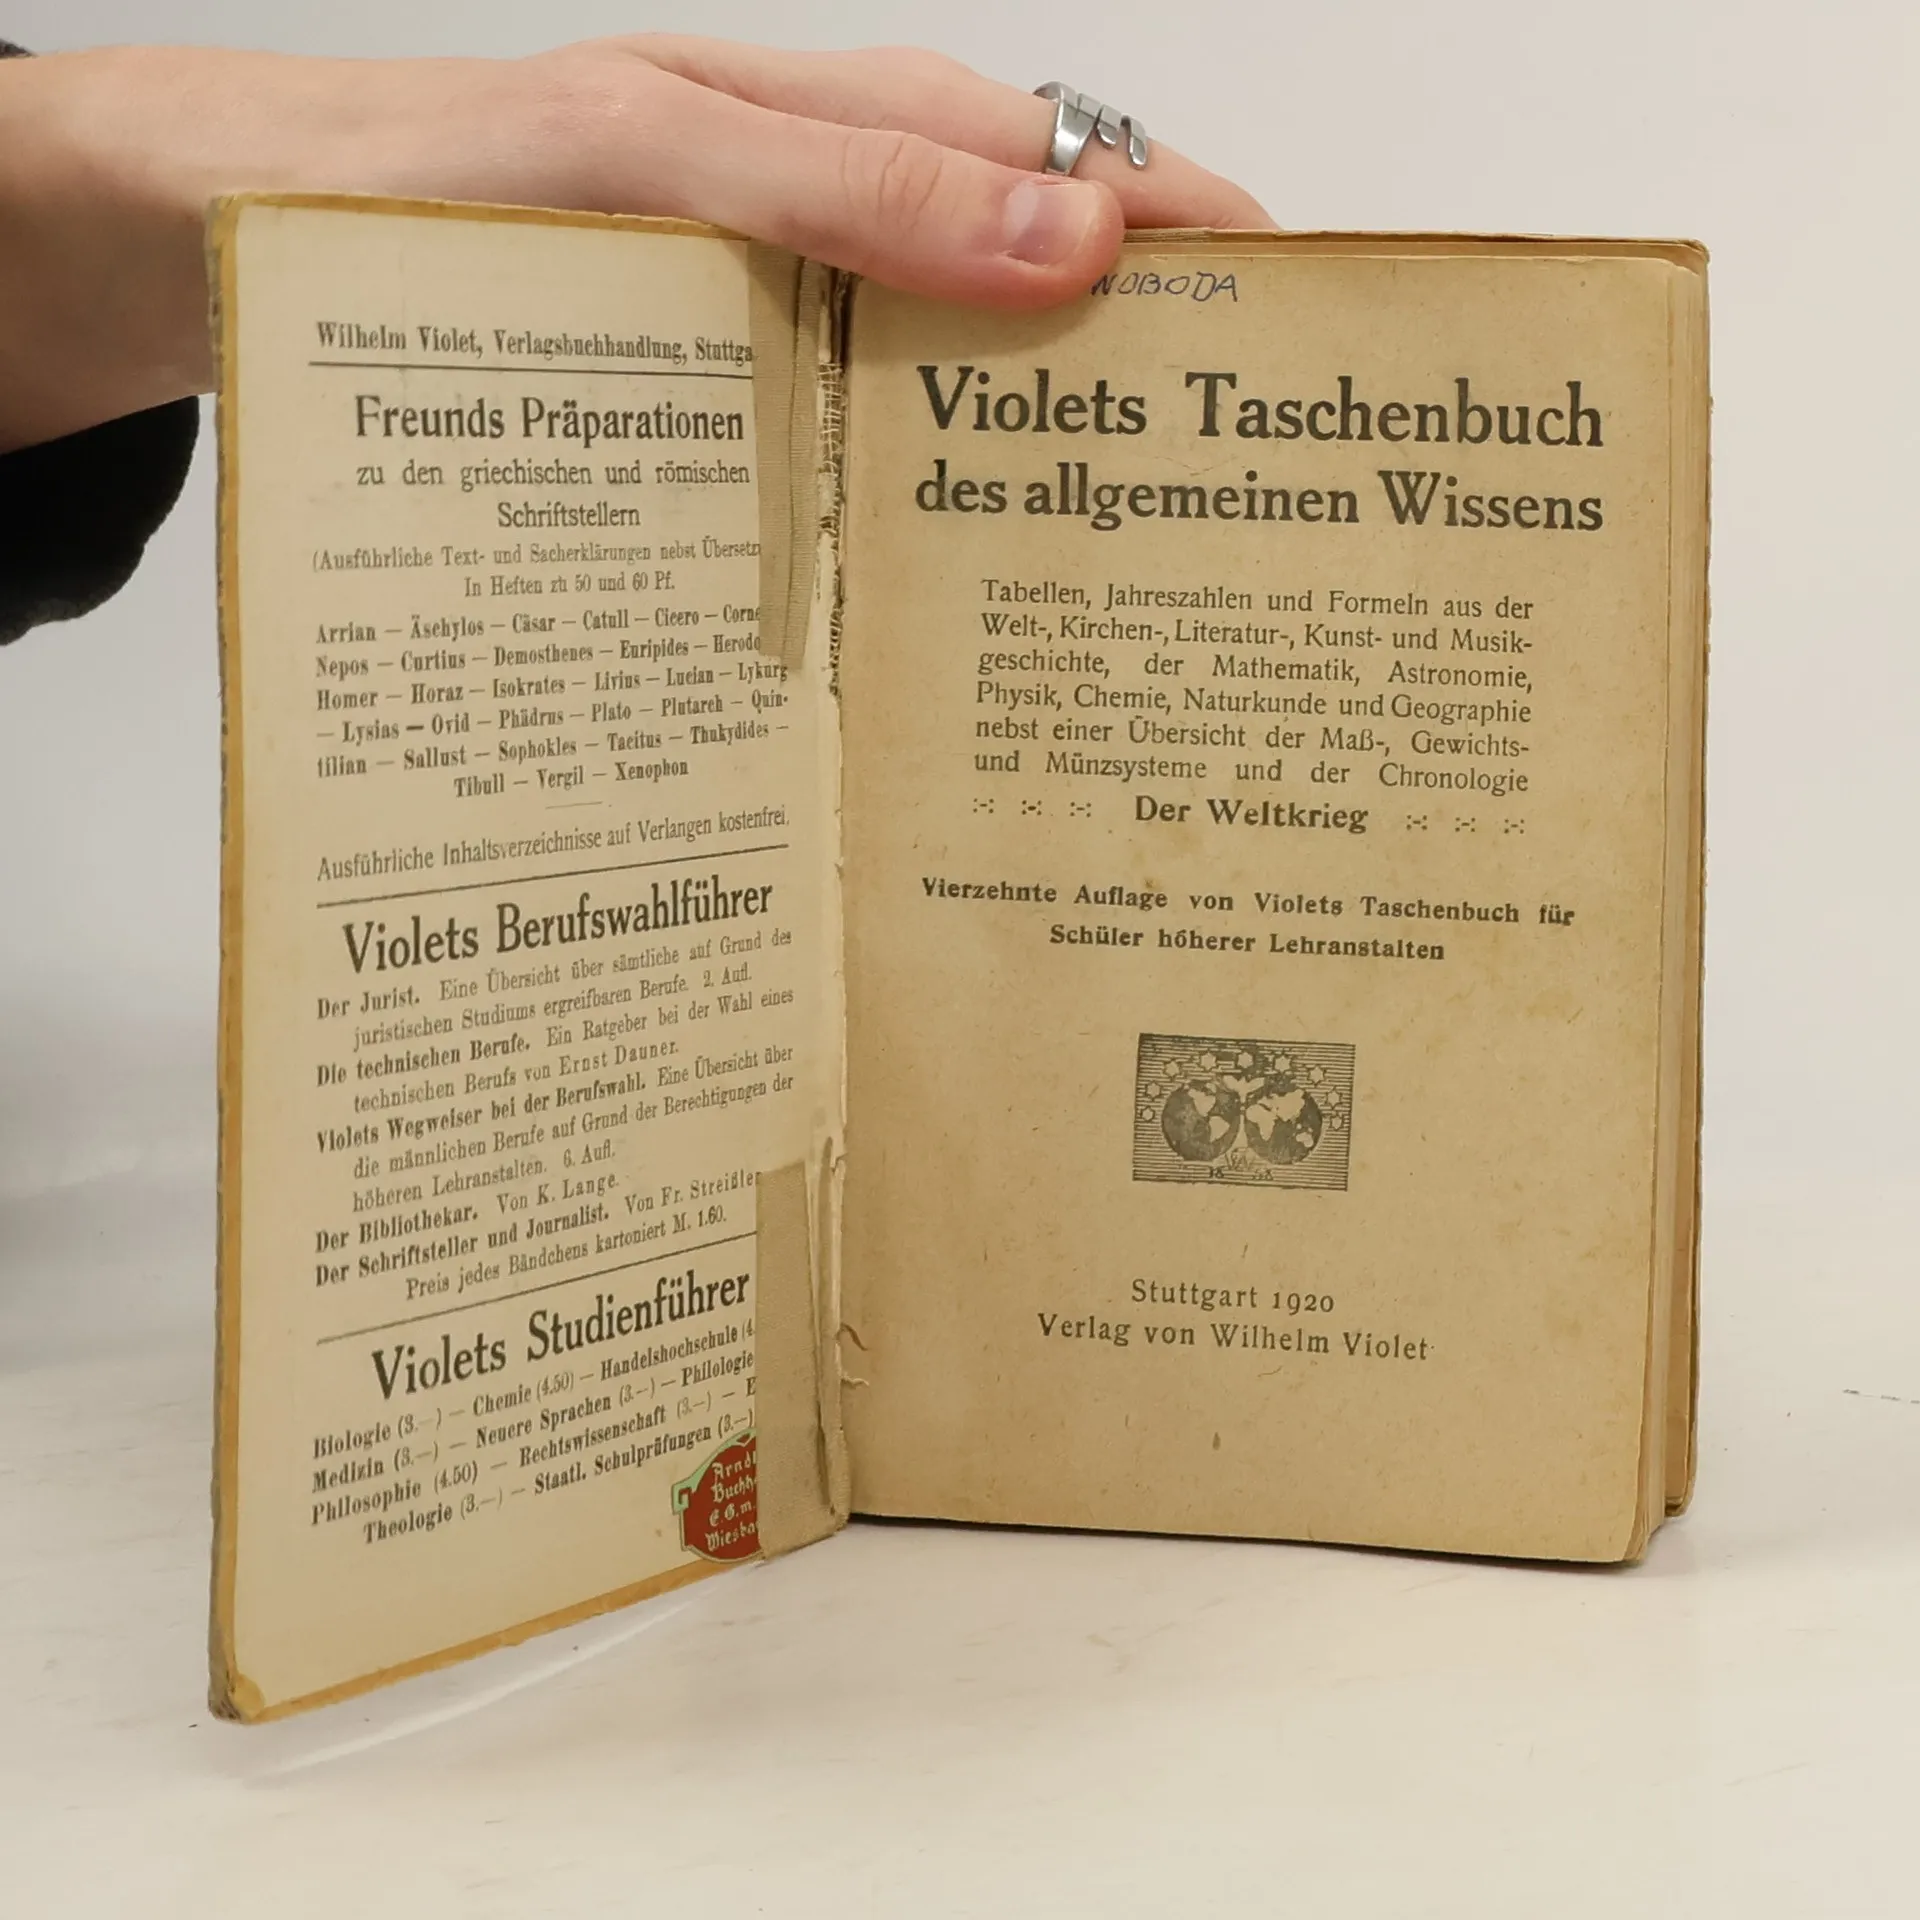 Wilhelm Violet, Verlagsbuchhandlung, Stuttga
Freunds Präparationen
zu den griechischen und römischen
Schriftstellern
(Ausführliche Text- und Sacherklärungen nebst Übersetz
In Heften zu 50 und 60 Pf.
Arrian — Äschylos — Cäsar — Catull — Cicero — Corne
Nepos — Curtius — Demosthenes — Euripides — Herodo
Homer — Horaz — Isokrates — Livius — Lucian — Lykurg
— Lysias — Ovid — Phädrus — Plato — Plutarch — Quin-
tilian — Sallust — Sophokles — Tacitus — Thukydides —
Tibull — Vergil — Xenophon
Ausführliche Inhaltsverzeichnisse auf Verlangen kostenfrei.
Violets Berufswahlführer
Der Jurist. Eine Übersicht über sämtliche auf Grund des
juristischen Studiums ergreifbaren Berufe. 2. Aufl.
Die technischen Berufe. Ein Ratgeber bei der Wahl eines
technischen Berufs von Ernst Dauner.
Violets Wegweiser bei der Berufswahl. Eine Übersicht über
die männlichen Berufe auf Grund der Berechtigungen der
höheren Lehranstalten. 6. Aufl.
Der Bibliothekar. Von K. Lange.
Der Schriftsteller und Journalist. Von Fr. Streißler
Preis jedes Bändchens kartoniert M. 1.60.
Violets Studienführer
Biologie (3.—) — Chemie (4.50) — Handelshochschule (4.
Medizin (3.—) — Neuere Sprachen (3.—) — Philologie
Philosophie (4.50) — Rechtswissenschaft (3.—) — E
Theologie (3.—) — Staatl. Schulprüfungen (3.—)
Arndt
Buchh
E.G.m.
Wiesba
WOBODA
Violets Taschenbuch
des allgemeinen Wissens
Tabellen, Jahreszahlen und Formeln aus der
Welt-, Kirchen-, Literatur-, Kunst- und Musik-
geschichte, der Mathematik, Astronomie,
Physik, Chemie, Naturkunde und Geographie
nebst einer Übersicht der Maß-, Gewichts-
und Münzsysteme und der Chronologie
:-: :-: :-: Der Weltkrieg :-: :-: :-:
Vierzehnte Auflage von Violets Taschenbuch für
Schüler höherer Lehranstalten
Stuttgart 1920
Verlag von Wilhelm Violet